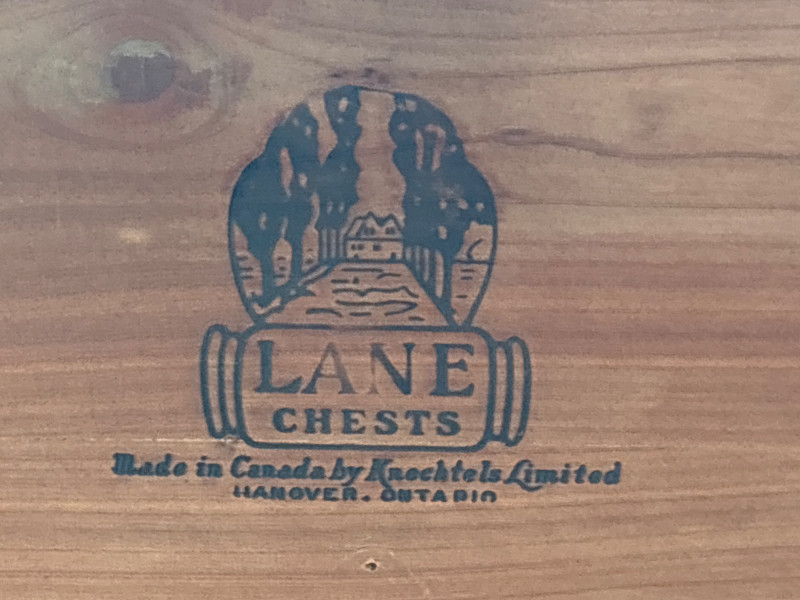 LANE
CHESTS
Made in Canada by Knechtels Limited
HANOVER, ONTARIO